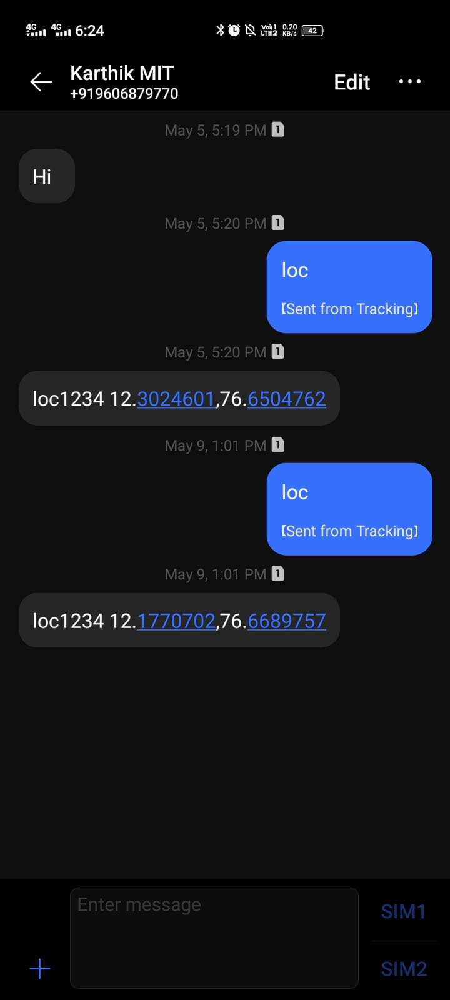 4G 4G 6:24 Vo)) 1 LTE2 0.20 KB/s 42
Karthik MIT
+919606879770
Edit
May 5, 5:19 PM 1
Hi
May 5, 5:20 PM 1
loc
【Sent from Tracking】
May 5, 5:20 PM 1
loc1234 12.3024601,76.6504762
May 9, 1:01 PM 1
loc
【Sent from Tracking】
May 9, 1:01 PM 1
loc1234 12.1770702,76.6689757
Enter message
SIM1
SIM2